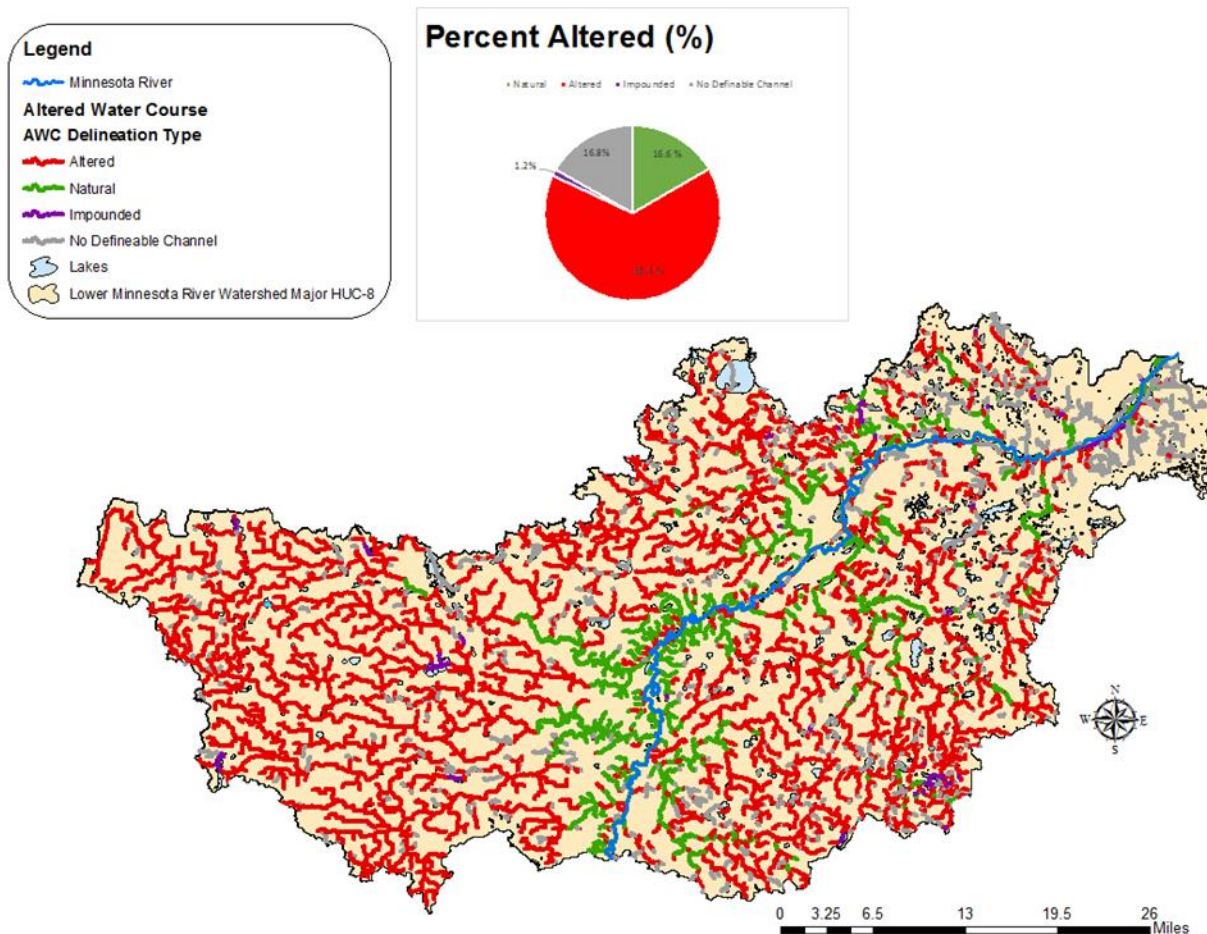 Legend
Minnesota River
Altered Water Course
AWC Delineation Type
Altered
Natural
Impounded
No Defineable Channel
Lakes
Lower Minnesota River Watershed Major HUC-8
Percent Altered (%)
Natural Altered Impounded No Definable Channel
16.8%
16.6 %
1.2%
N
W E
S
0 3.25 6.5 13 19.5 26
Miles